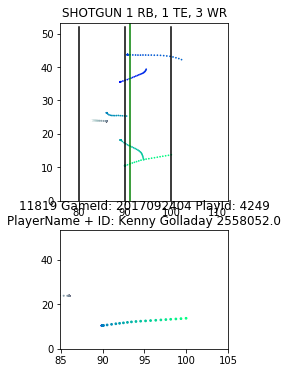 SHOTGUN 1 RB, 1 TE, 3 WR
50
40
30
20
10
0
80 90 100 110
11819 GameId: 2017092404 PlayId: 4249
PlayerName + ID: Kenny Golladay 2558052.0
40
20
0
85 90 95 100 105